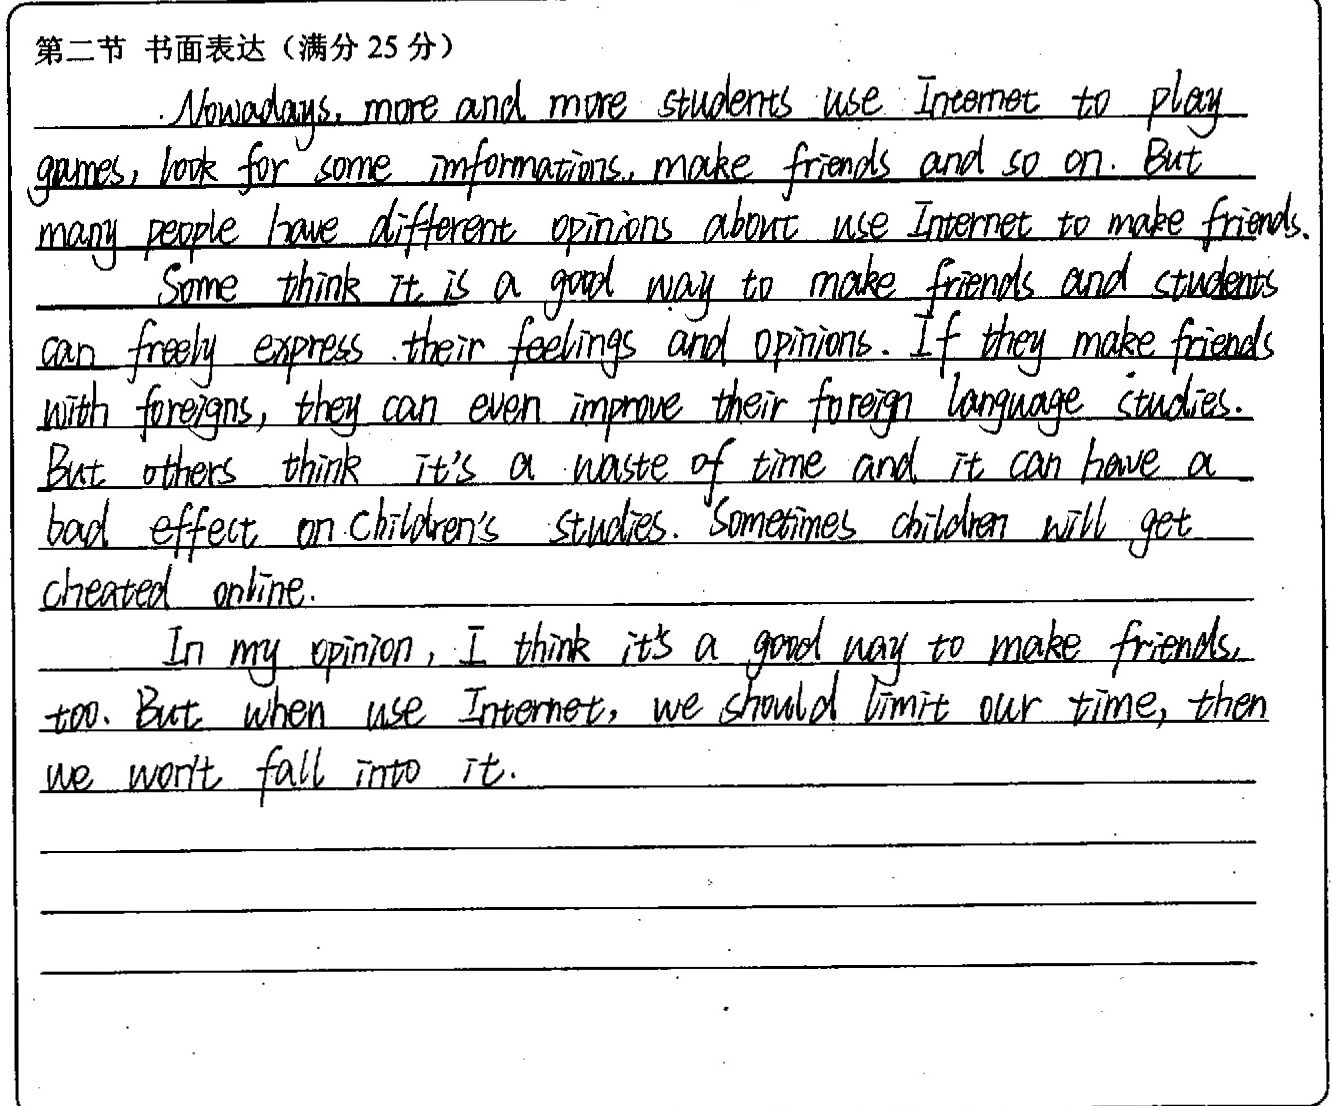 第二节 书面表达（满分 25 分）
Nowadays, more and more students use Internet to play
games, look for some informations, make friends and so on. But
many people have different opinions about use Internet to make friends.
Some think it is a good way to make friends and students
can freely express their feelings and opinions. If they make friends
with foreigns, they can even improve their foreign language studies.
But others think it's a waste of time and it can have a
bad effect on children's studies. Sometimes children will get
cheated online.
In my opinion, I think it's a good way to make friends,
too. But when use Internet, we should limit our time, then
we won't fall into it.